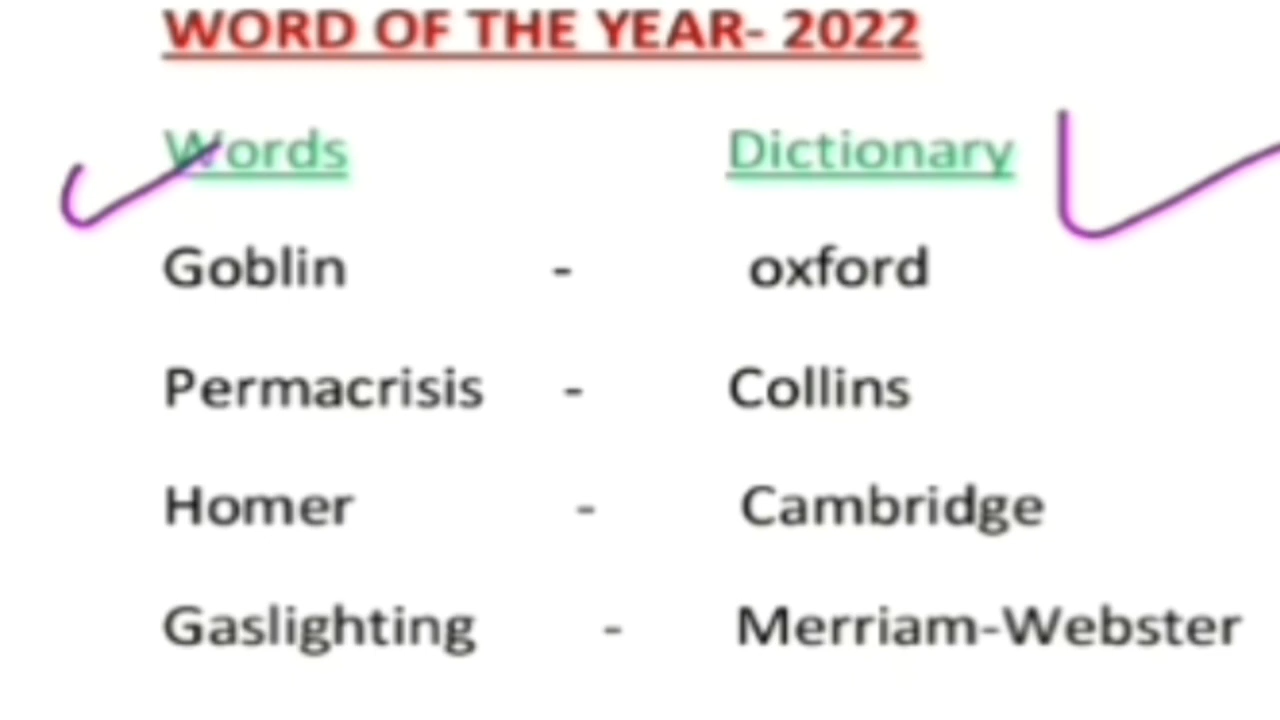 WORD OF THE YEAR- 2022
Words Dictionary
Goblin - oxford
Permacrisis - Collins
Homer - Cambridge
Gaslighting - Merriam-Webster